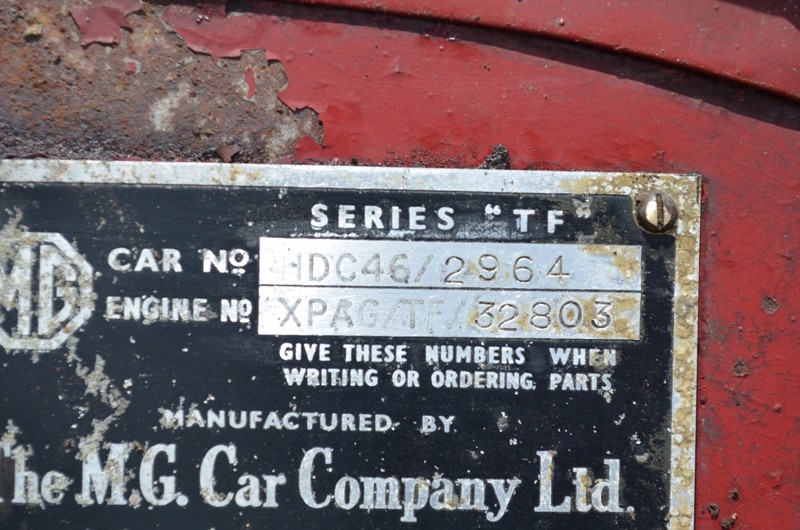 SERIES "TF"
CAR NO HDC46/2964
MG
ENGINE NO XPAG/TF/32803
GIVE THESE NUMBERS WHEN
WRITING OR ORDERING PARTS
MANUFACTURED BY
The M.G. Car Company Ltd.